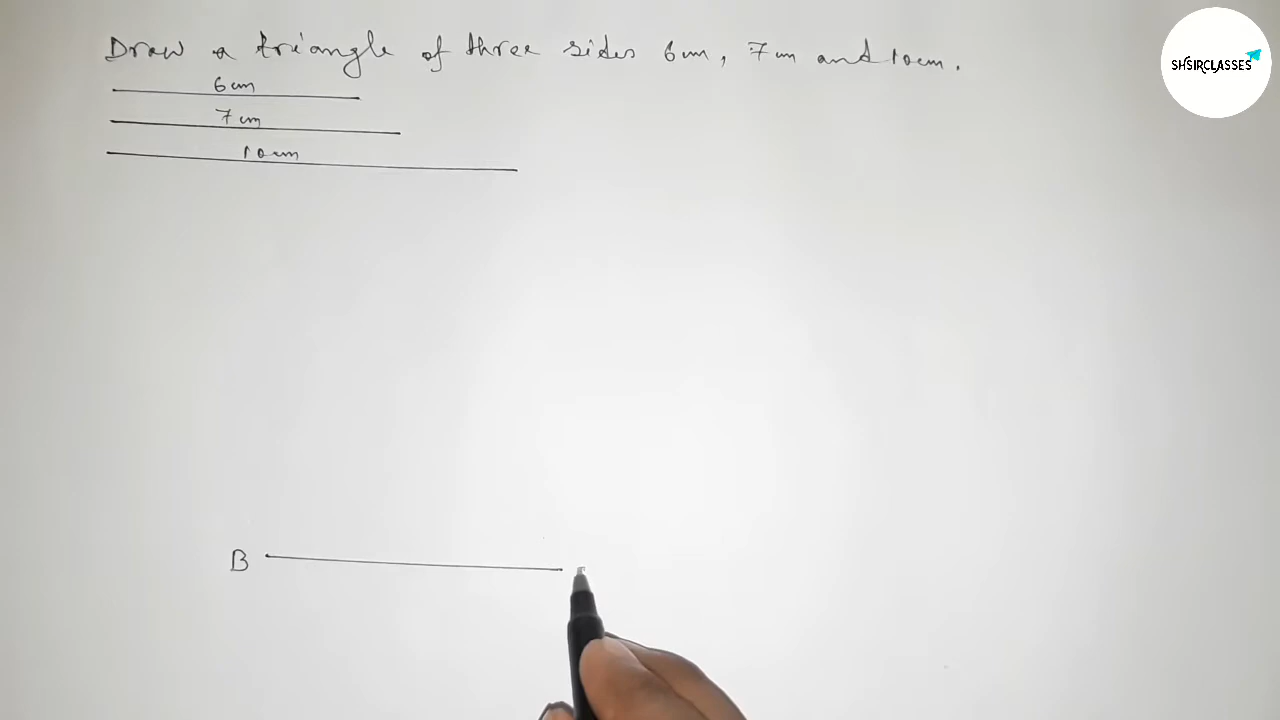 Draw a triangle of three sides 6cm, 7cm and 10cm.
SHSIRCLASSES
6cm
7cm
10cm
B